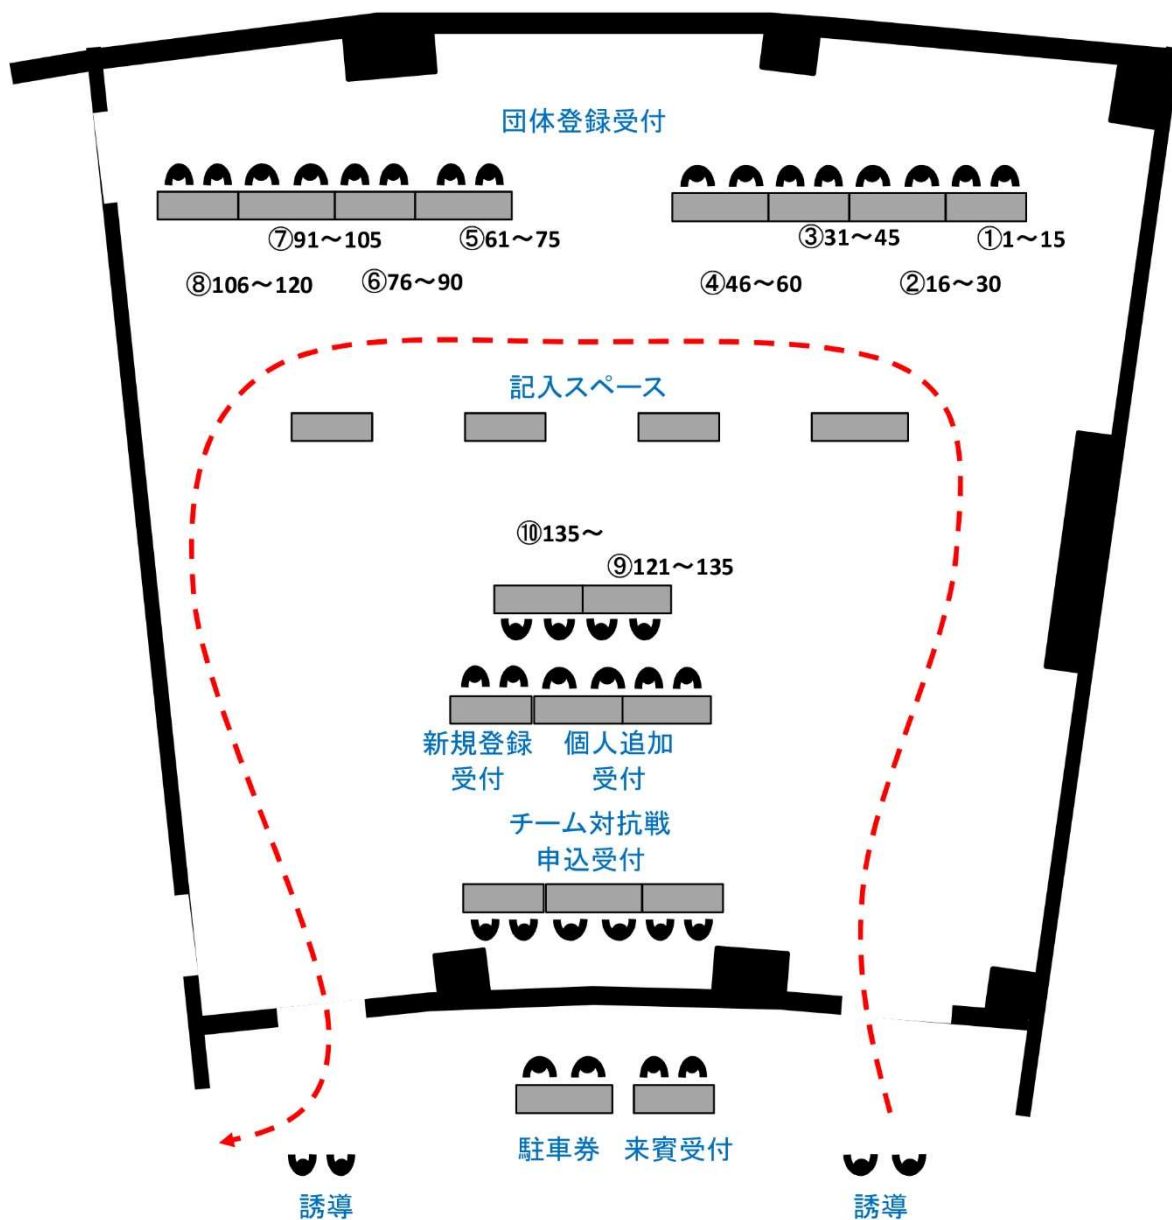 団体登録受付
⑦91～105
⑤61～75
③31～45
①1～15
⑧106～120
⑥76～90
④46～60
②16～30
記入スペース
⑩135～
⑨121～135
新規登録
受付
個人追加
受付
チーム対抗戦
申込受付
駐車券
来賓受付
誘導
誘導